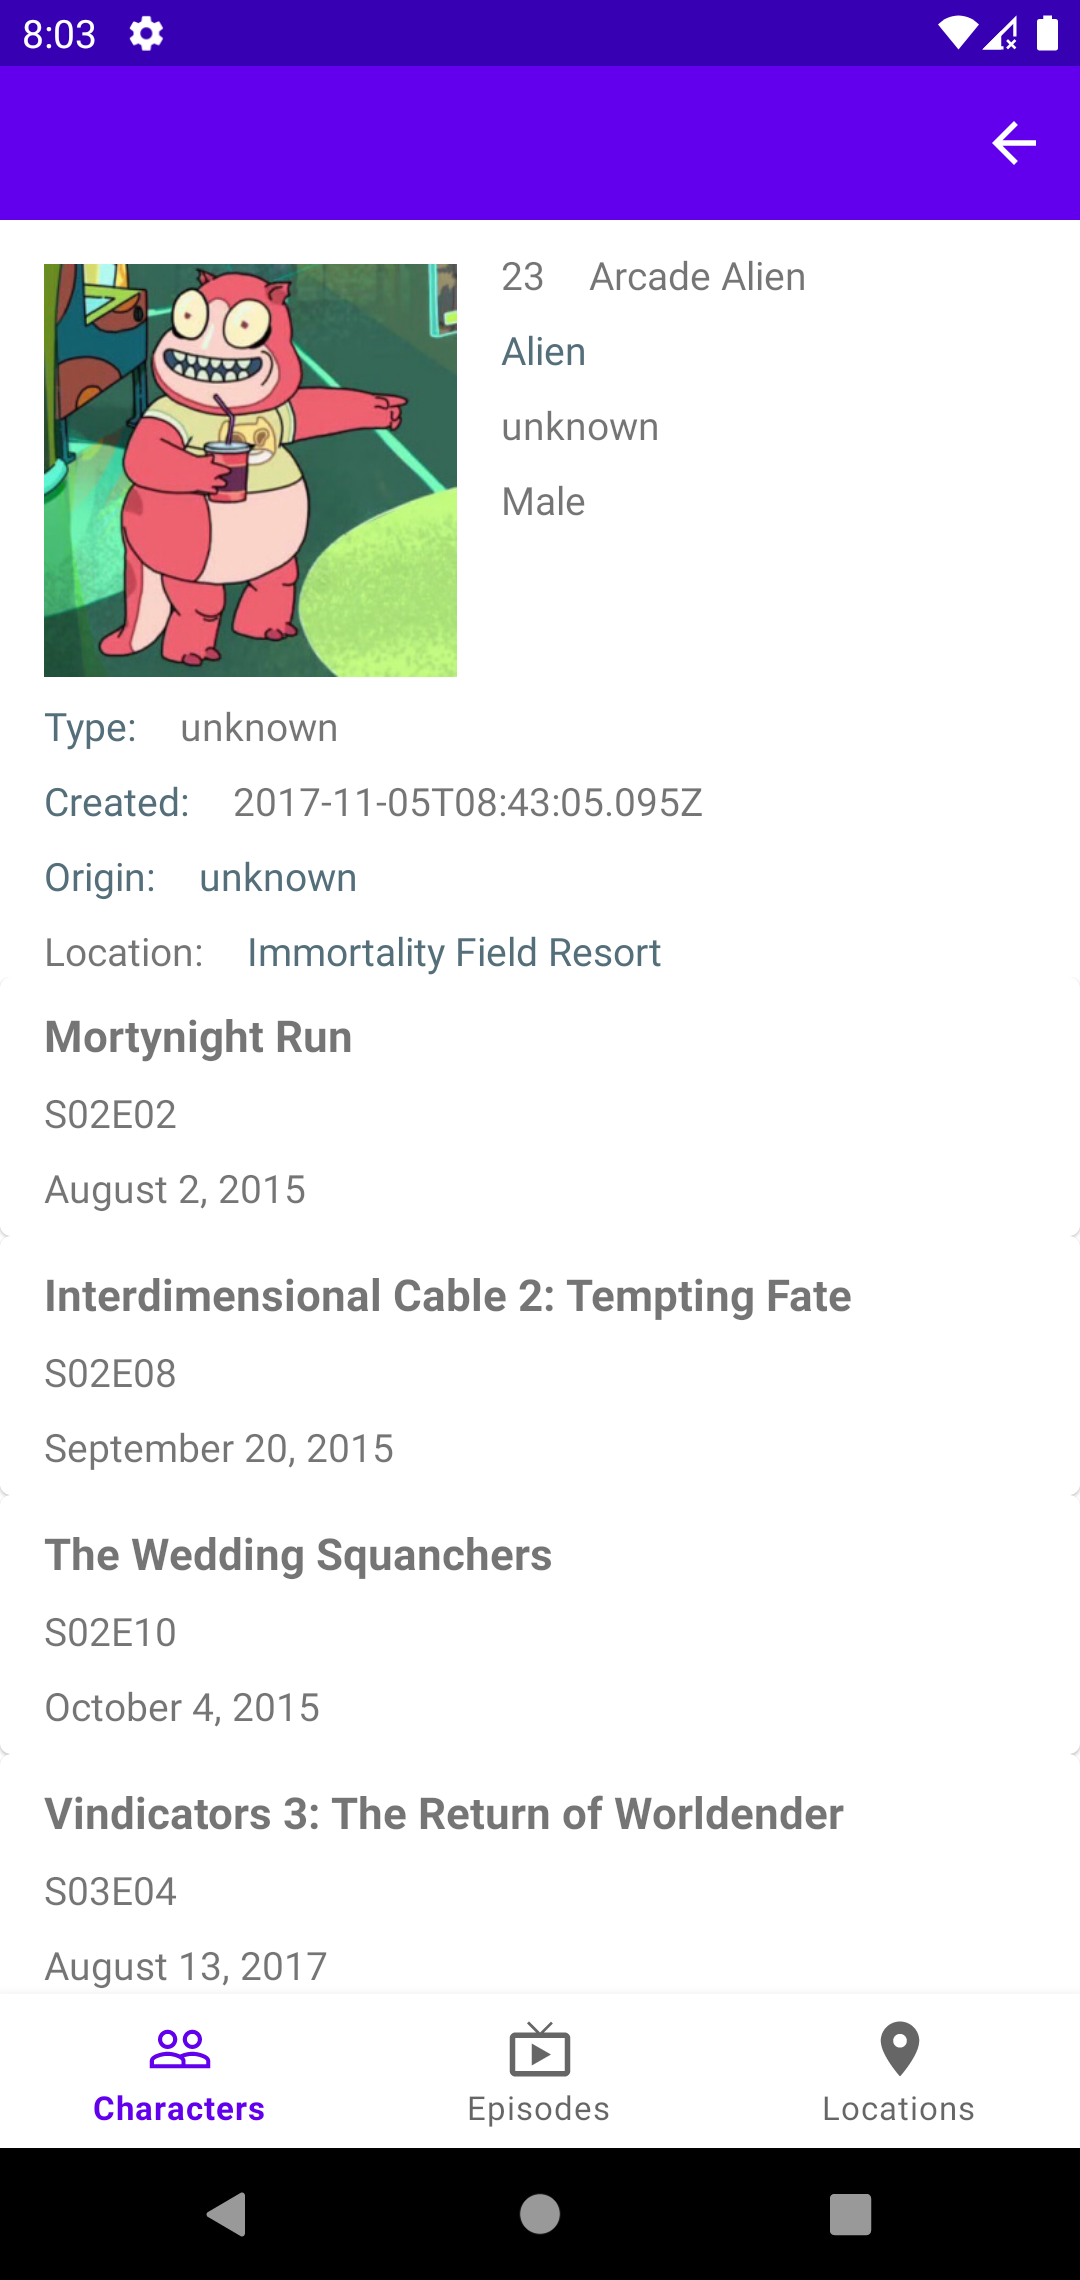 8:03
23 Arcade Alien
Alien
unknown
Male
Type: unknown
Created: 2017-11-05T08:43:05.095Z
Origin: unknown
Location: Immortality Field Resort
Mortynight Run
S02E02
August 2, 2015
Interdimensional Cable 2: Tempting Fate
S02E08
September 20, 2015
The Wedding Squanchers
S02E10
October 4, 2015
Vindicators 3: The Return of Worldender
S03E04
August 13, 2017
Characters Episodes Locations